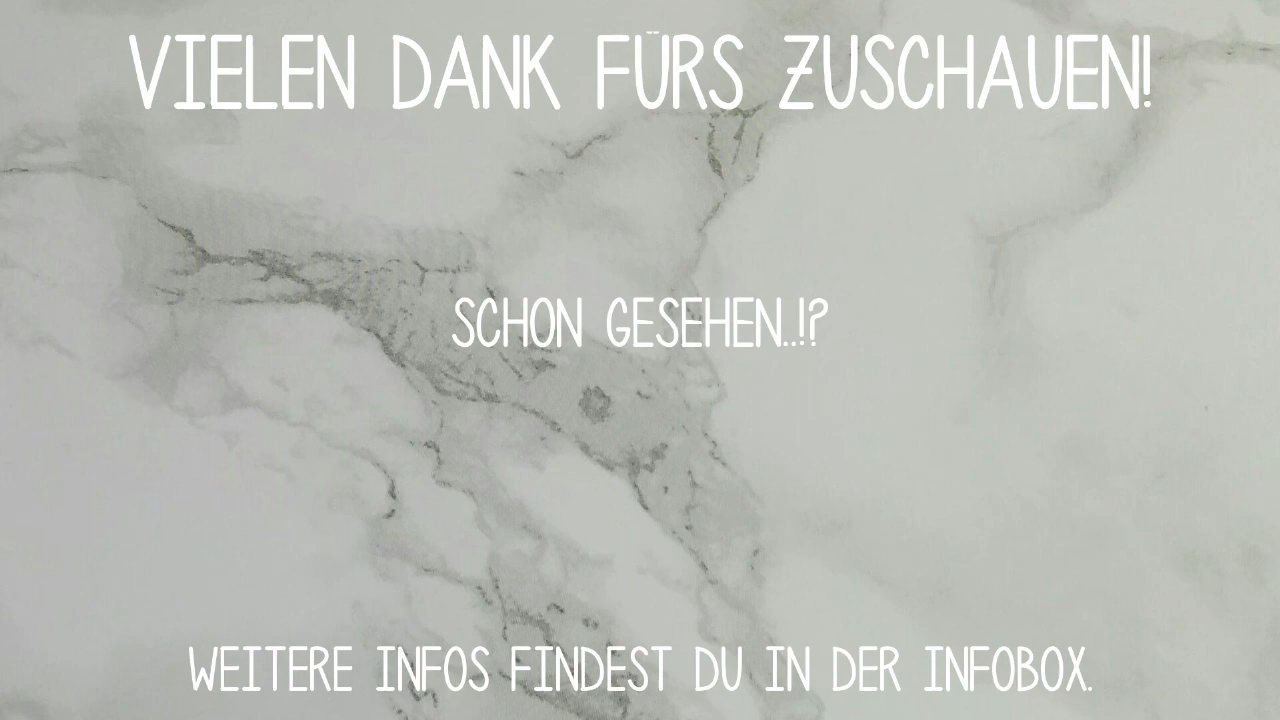 VIELEN DANK FÜRS ZUSCHAUEN!
SCHON GESEHEN..!?
WEITERE INFOS FINDEST DU IN DER INFOBOX.